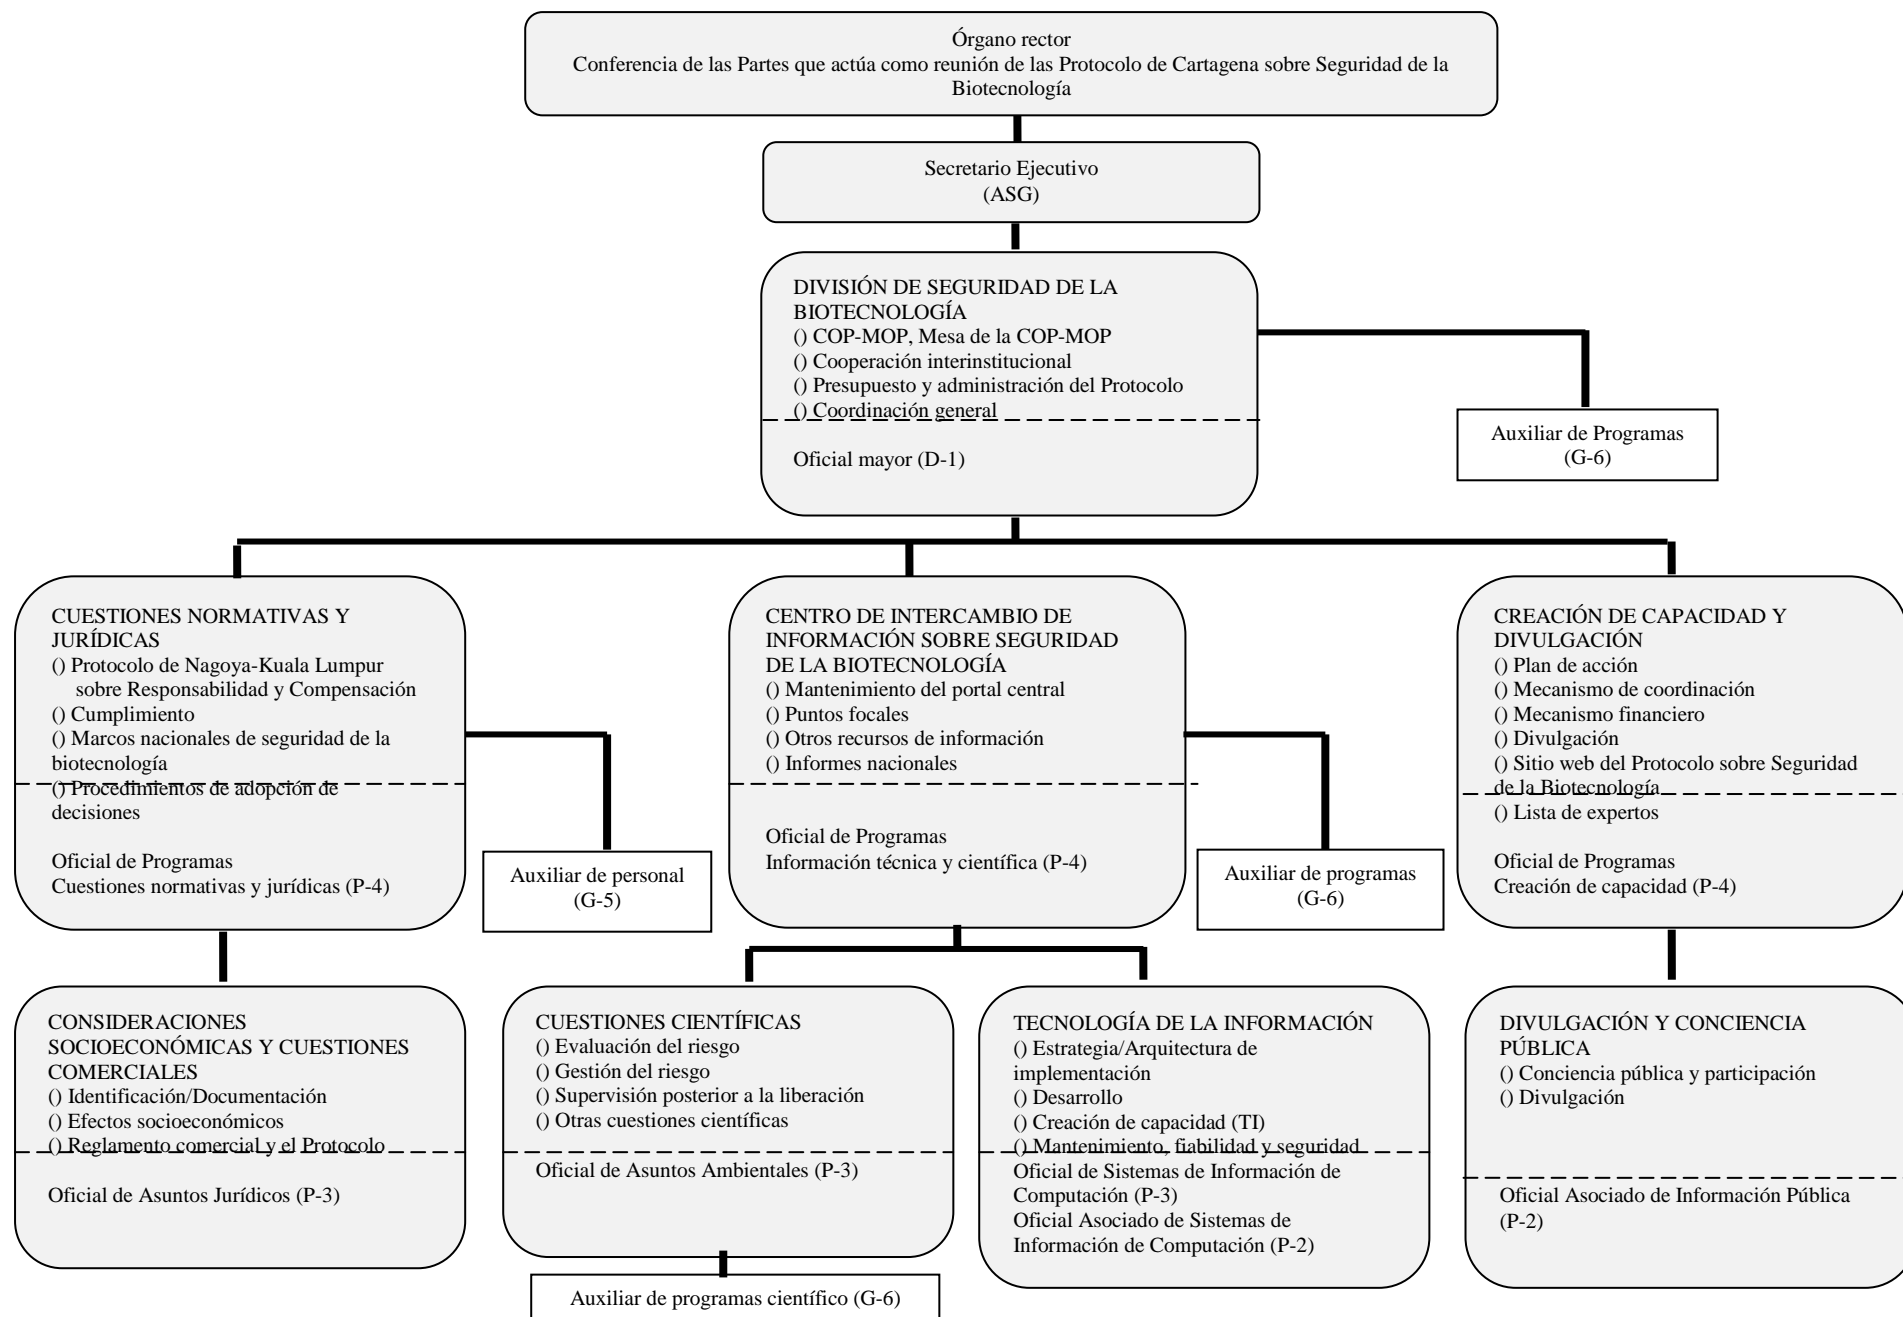 Órgano rector
Conferencia de las Partes que actúa como reunión de las Protocolo de Cartagena sobre Seguridad de la
Biotecnología
Secretario Ejecutivo
(ASG)
DIVISIÓN DE SEGURIDAD DE LA
BIOTECNOLOGÍA
() COP-MOP, Mesa de la COP-MOP
() Cooperación interinstitucional
() Presupuesto y administración del Protocolo
() Coordinación general
Oficial mayor (D-1)
Auxiliar de Programas
(G-6)
CUESTIONES NORMATIVAS Y
JURÍDICAS
() Protocolo de Nagoya-Kuala Lumpur
sobre Responsabilidad y Compensación
() Cumplimiento
() Marcos nacionales de seguridad de la
biotecnología
() Procedimientos de adopción de
decisiones
Oficial de Programas
Cuestiones normativas y jurídicas (P-4)
Auxiliar de personal
(G-5)
CENTRO DE INTERCAMBIO DE
INFORMACIÓN SOBRE SEGURIDAD
DE LA BIOTECNOLOGÍA
() Mantenimiento del portal central
() Puntos focales
() Otros recursos de información
() Informes nacionales
Oficial de Programas
Información técnica y científica (P-4)
Auxiliar de programas
(G-6)
CREACIÓN DE CAPACIDAD Y
DIVULGACIÓN
() Plan de acción
() Mecanismo de coordinación
() Mecanismo financiero
() Divulgación
() Sitio web del Protocolo sobre Seguridad
de la Biotecnología
() Lista de expertos
Oficial de Programas
Creación de capacidad (P-4)
CONSIDERACIONES
SOCIOECONÓMICAS Y CUESTIONES
COMERCIALES
() Identificación/Documentación
() Efectos socioeconómicos
() Reglamento comercial y el Protocolo
Oficial de Asuntos Jurídicos (P-3)
CUESTIONES CIENTÍFICAS
() Evaluación del riesgo
() Gestión del riesgo
() Supervisión posterior a la liberación
() Otras cuestiones científicas
Oficial de Asuntos Ambientales (P-3)
Auxiliar de programas científico (G-6)
TECNOLOGÍA DE LA INFORMACIÓN
() Estrategia/Arquitectura de
implementación
() Desarrollo
() Creación de capacidad (TI)
() Mantenimiento, fiabilidad y seguridad
Oficial de Sistemas de Información de
Computación (P-3)
Oficial Asociado de Sistemas de
Información de Computación (P-2)
DIVULGACIÓN Y CONCIENCIA
PÚBLICA
() Conciencia pública y participación
() Divulgación
Oficial Asociado de Información Pública
(P-2)